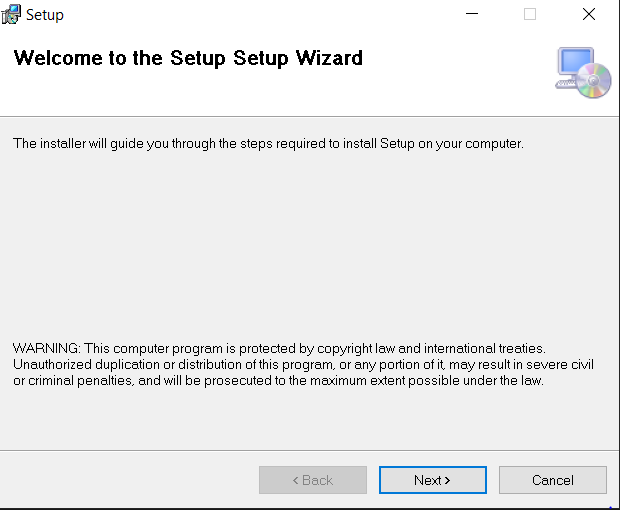 Setup
Welcome to the Setup Setup Wizard
The installer will guide you through the steps required to install Setup on your computer.
WARNING: This computer program is protected by copyright law and international treaties.
Unauthorized duplication or distribution of this program, or any portion of it, may result in severe civil
or criminal penalties, and will be prosecuted to the maximum extent possible under the law.
< Back Next > Cancel